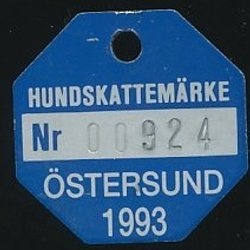 HUNDSKATTEMÄRKE
Nr 00924
ÖSTERSUND
1993